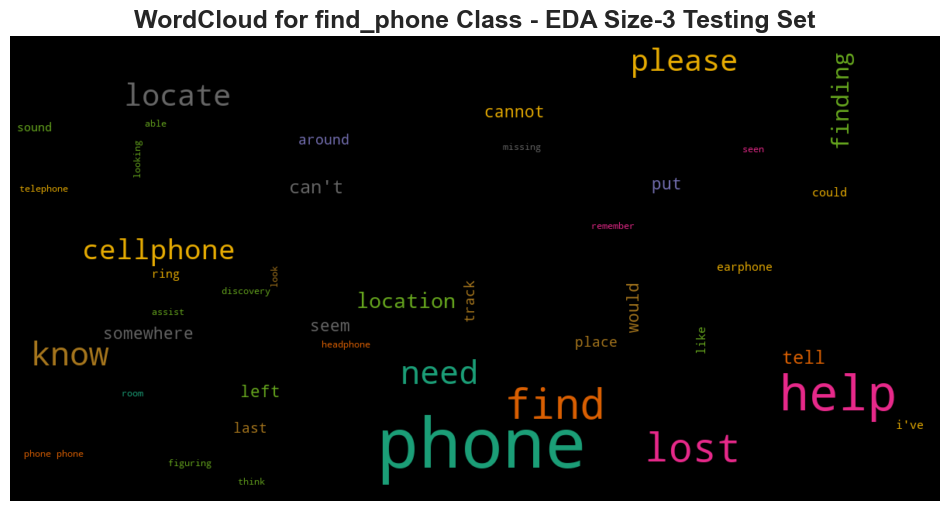 WordCloud for find_phone Class - EDA Size-3 Testing Set
please
finding
locate
cannot
sound
able
around
looking
missing
seen
telephone
can't
put
could
remember
cellphone
ring
look
earphone
discovery
location
track
would
assist
somewhere
seem
like
know
headphone
place
tell
need
help
room
left
find
last
phone
lost
i've
phone phone
figuring
think